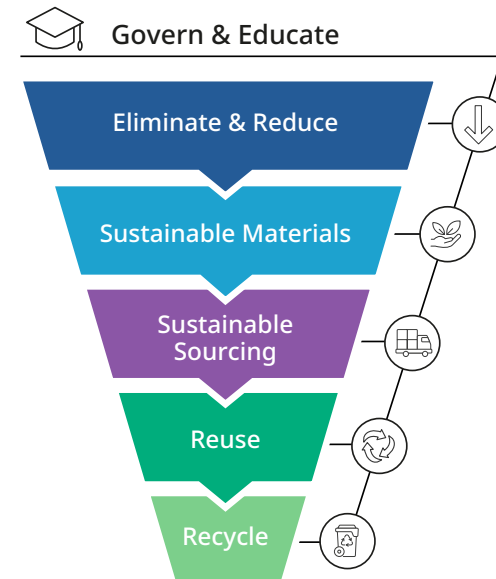 Govern & Educate
Eliminate & Reduce
Sustainable Materials
Sustainable
Sourcing
Reuse
Recycle